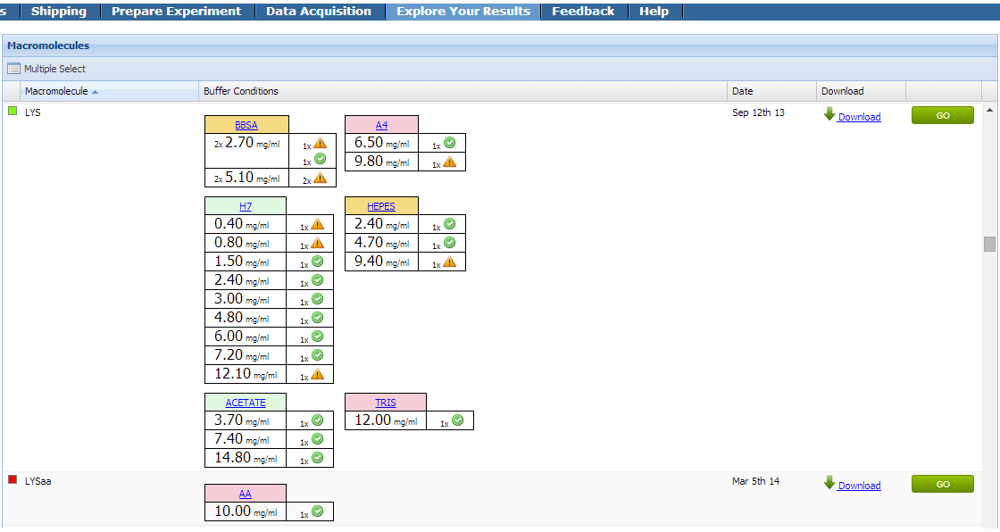 s Shipping Prepare Experiment Data Acquisition Explore Your Results Feedback Help
Macromolecules
Multiple Select
Macromolecule Buffer Conditions Date Download
LYS Sep 12th 13 Download GO
BBSA
2x 2.70 mg/ml 1x
1x
2x 5.10 mg/ml 2x
A4
6.50 mg/ml 1x
9.80 mg/ml 1x
H7
0.40 mg/ml 1x
0.80 mg/ml 1x
1.50 mg/ml 1x
2.40 mg/ml 1x
3.00 mg/ml 1x
4.80 mg/ml 1x
6.00 mg/ml 1x
7.20 mg/ml 1x
12.10 mg/ml 1x
HEPES
2.40 mg/ml 1x
4.70 mg/ml 1x
9.40 mg/ml 1x
ACETATE
3.70 mg/ml 1x
7.40 mg/ml 1x
14.80 mg/ml 1x
TRIS
12.00 mg/ml 1x
LYSaa Mar 5th 14 Download GO
AA
10.00 mg/ml 1x